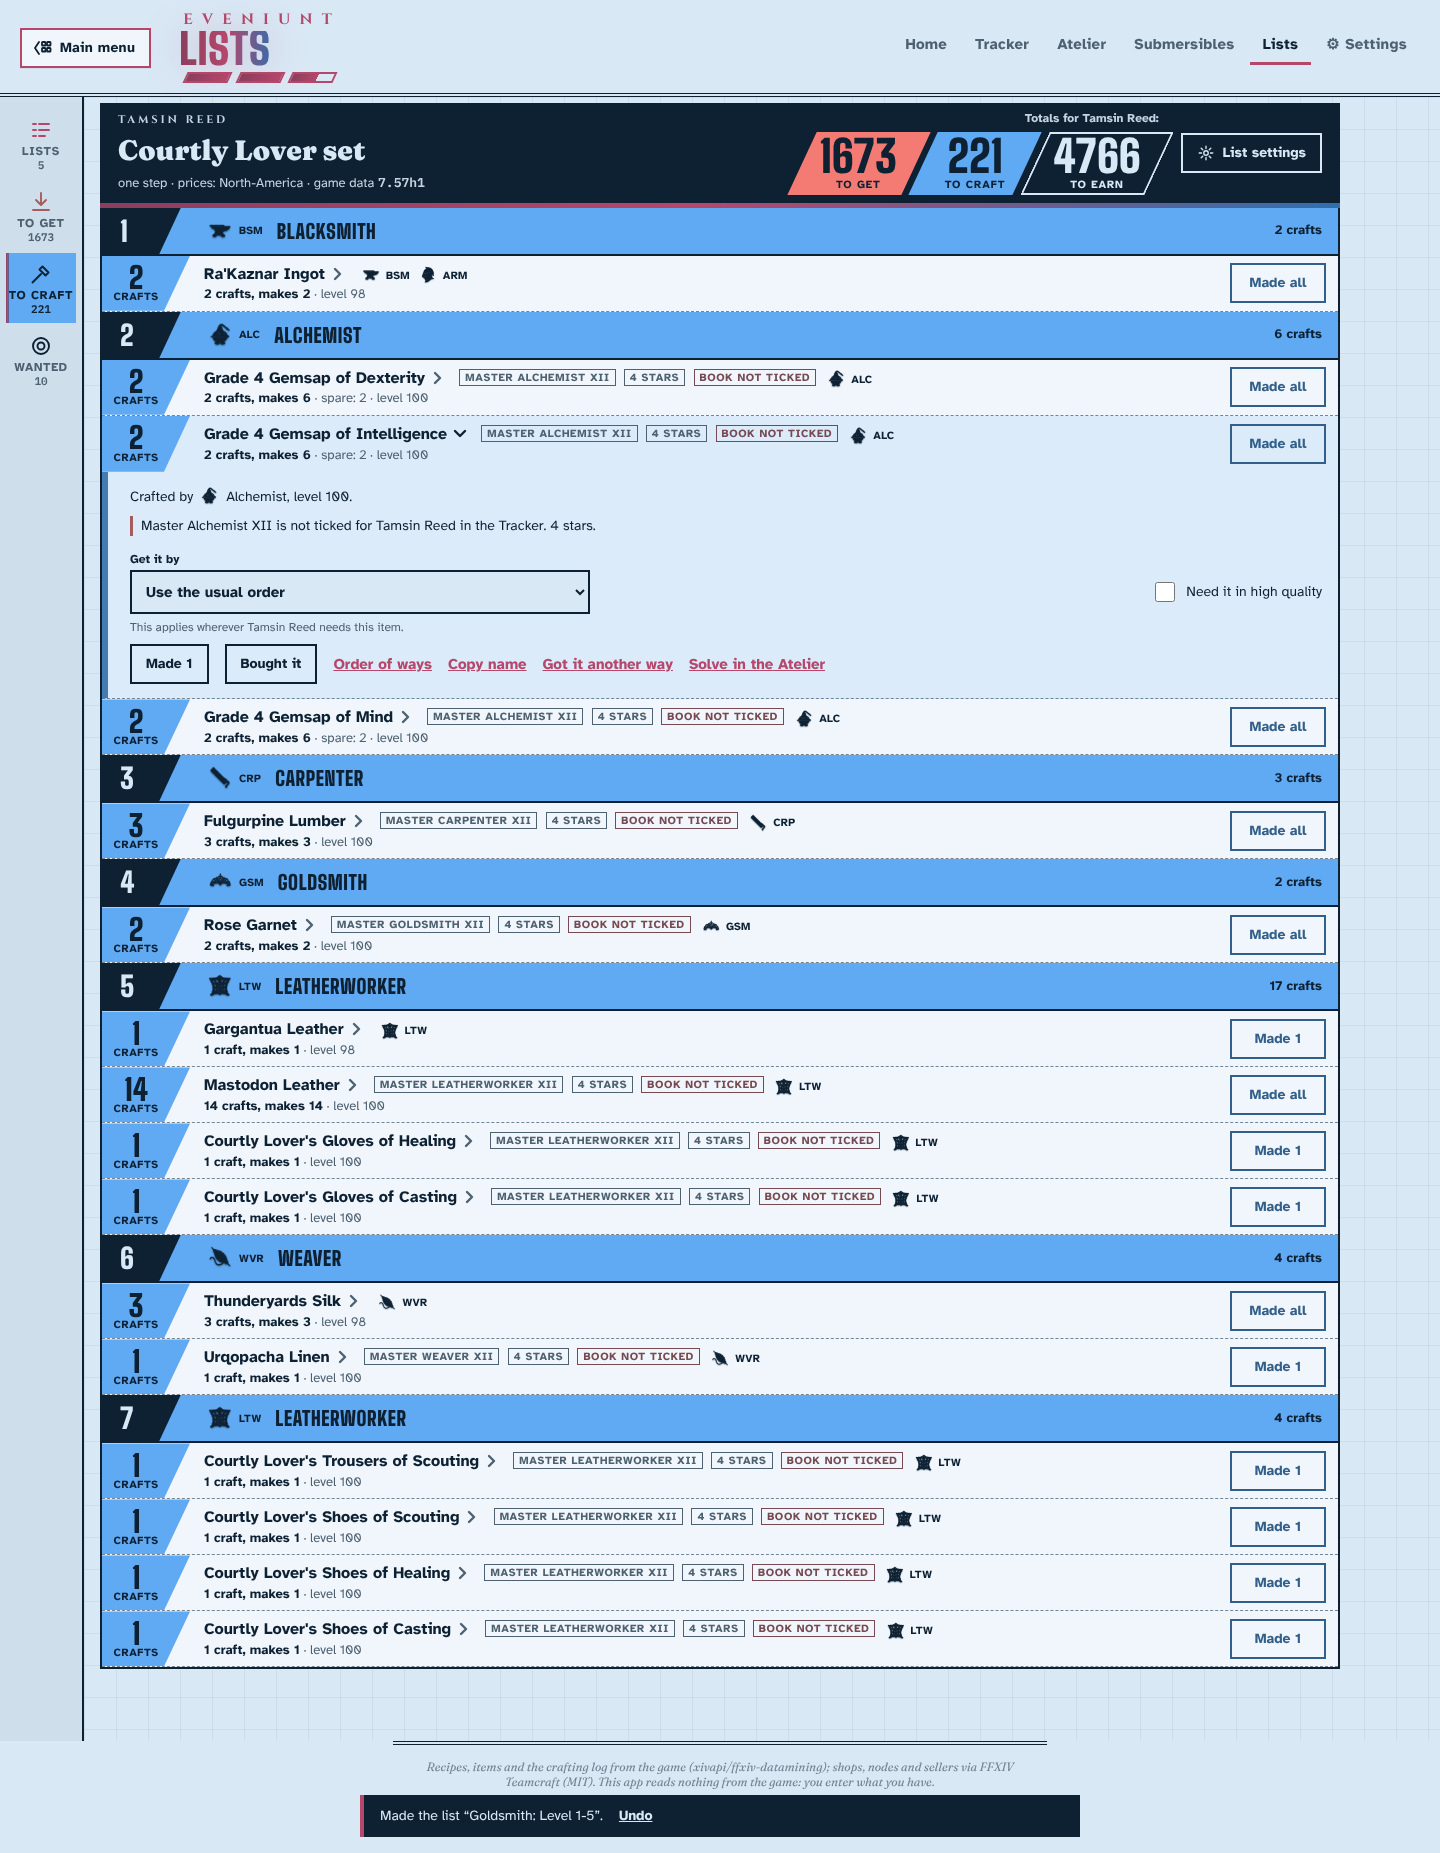 Main menu
EVENIUNT
LISTS
Home
Tracker
Atelier
Submersibles
Lists
⚙ Settings
LISTS
5
TO GET
1673
TO CRAFT
221
WANTED
10
TAMSIN REED
Courtly Lover set
one step · prices: North-America · game data 7.57h1
Totals for Tamsin Reed:
1673
TO GET
221
TO CRAFT
4766
TO EARN
List settings
1 BSM BLACKSMITH 2 crafts
2 CRAFTS
Ra'Kaznar Ingot BSM ARM
2 crafts, makes 2 · level 98
Made all
2 ALC ALCHEMIST 6 crafts
2 CRAFTS
Grade 4 Gemsap of Dexterity MASTER ALCHEMIST XII 4 STARS BOOK NOT TICKED ALC
2 crafts, makes 6 · spare: 2 · level 100
Made all
2 CRAFTS
Grade 4 Gemsap of Intelligence MASTER ALCHEMIST XII 4 STARS BOOK NOT TICKED ALC
2 crafts, makes 6 · spare: 2 · level 100
Made all
Crafted by Alchemist, level 100.
Master Alchemist XII is not ticked for Tamsin Reed in the Tracker. 4 stars.
Get it by
Use the usual order
Need it in high quality
This applies wherever Tamsin Reed needs this item.
Made 1 Bought it Order of ways Copy name Got it another way Solve in the Atelier
2 CRAFTS
Grade 4 Gemsap of Mind MASTER ALCHEMIST XII 4 STARS BOOK NOT TICKED ALC
2 crafts, makes 6 · spare: 2 · level 100
Made all
3 CRP CARPENTER 3 crafts
3 CRAFTS
Fulgurpine Lumber MASTER CARPENTER XII 4 STARS BOOK NOT TICKED CRP
3 crafts, makes 3 · level 100
Made all
4 GSM GOLDSMITH 2 crafts
2 CRAFTS
Rose Garnet MASTER GOLDSMITH XII 4 STARS BOOK NOT TICKED GSM
2 crafts, makes 2 · level 100
Made all
5 LTW LEATHERWORKER 17 crafts
1 CRAFTS
Gargantua Leather LTW
1 craft, makes 1 · level 98
Made 1
14 CRAFTS
Mastodon Leather MASTER LEATHERWORKER XII 4 STARS BOOK NOT TICKED LTW
14 crafts, makes 14 · level 100
Made all
1 CRAFTS
Courtly Lover's Gloves of Healing MASTER LEATHERWORKER XII 4 STARS BOOK NOT TICKED LTW
1 craft, makes 1 · level 100
Made 1
1 CRAFTS
Courtly Lover's Gloves of Casting MASTER LEATHERWORKER XII 4 STARS BOOK NOT TICKED LTW
1 craft, makes 1 · level 100
Made 1
6 WVR WEAVER 4 crafts
3 CRAFTS
Thunderyards Silk WVR
3 crafts, makes 3 · level 98
Made all
1 CRAFTS
Urqopacha Linen MASTER WEAVER XII 4 STARS BOOK NOT TICKED WVR
1 craft, makes 1 · level 100
Made 1
7 LTW LEATHERWORKER 4 crafts
1 CRAFTS
Courtly Lover's Trousers of Scouting MASTER LEATHERWORKER XII 4 STARS BOOK NOT TICKED LTW
1 craft, makes 1 · level 100
Made 1
1 CRAFTS
Courtly Lover's Shoes of Scouting MASTER LEATHERWORKER XII 4 STARS BOOK NOT TICKED LTW
1 craft, makes 1 · level 100
Made 1
1 CRAFTS
Courtly Lover's Shoes of Healing MASTER LEATHERWORKER XII 4 STARS BOOK NOT TICKED LTW
1 craft, makes 1 · level 100
Made 1
1 CRAFTS
Courtly Lover's Shoes of Casting MASTER LEATHERWORKER XII 4 STARS BOOK NOT TICKED LTW
1 craft, makes 1 · level 100
Made 1
Recipes, items and the crafting log from the game (xivapi/ffxiv-datamining); shops, nodes and sellers via FFXIV
Teamcraft (MIT). This app reads nothing from the game: you enter what you have.
Made the list “Goldsmith: Level 1-5”. Undo